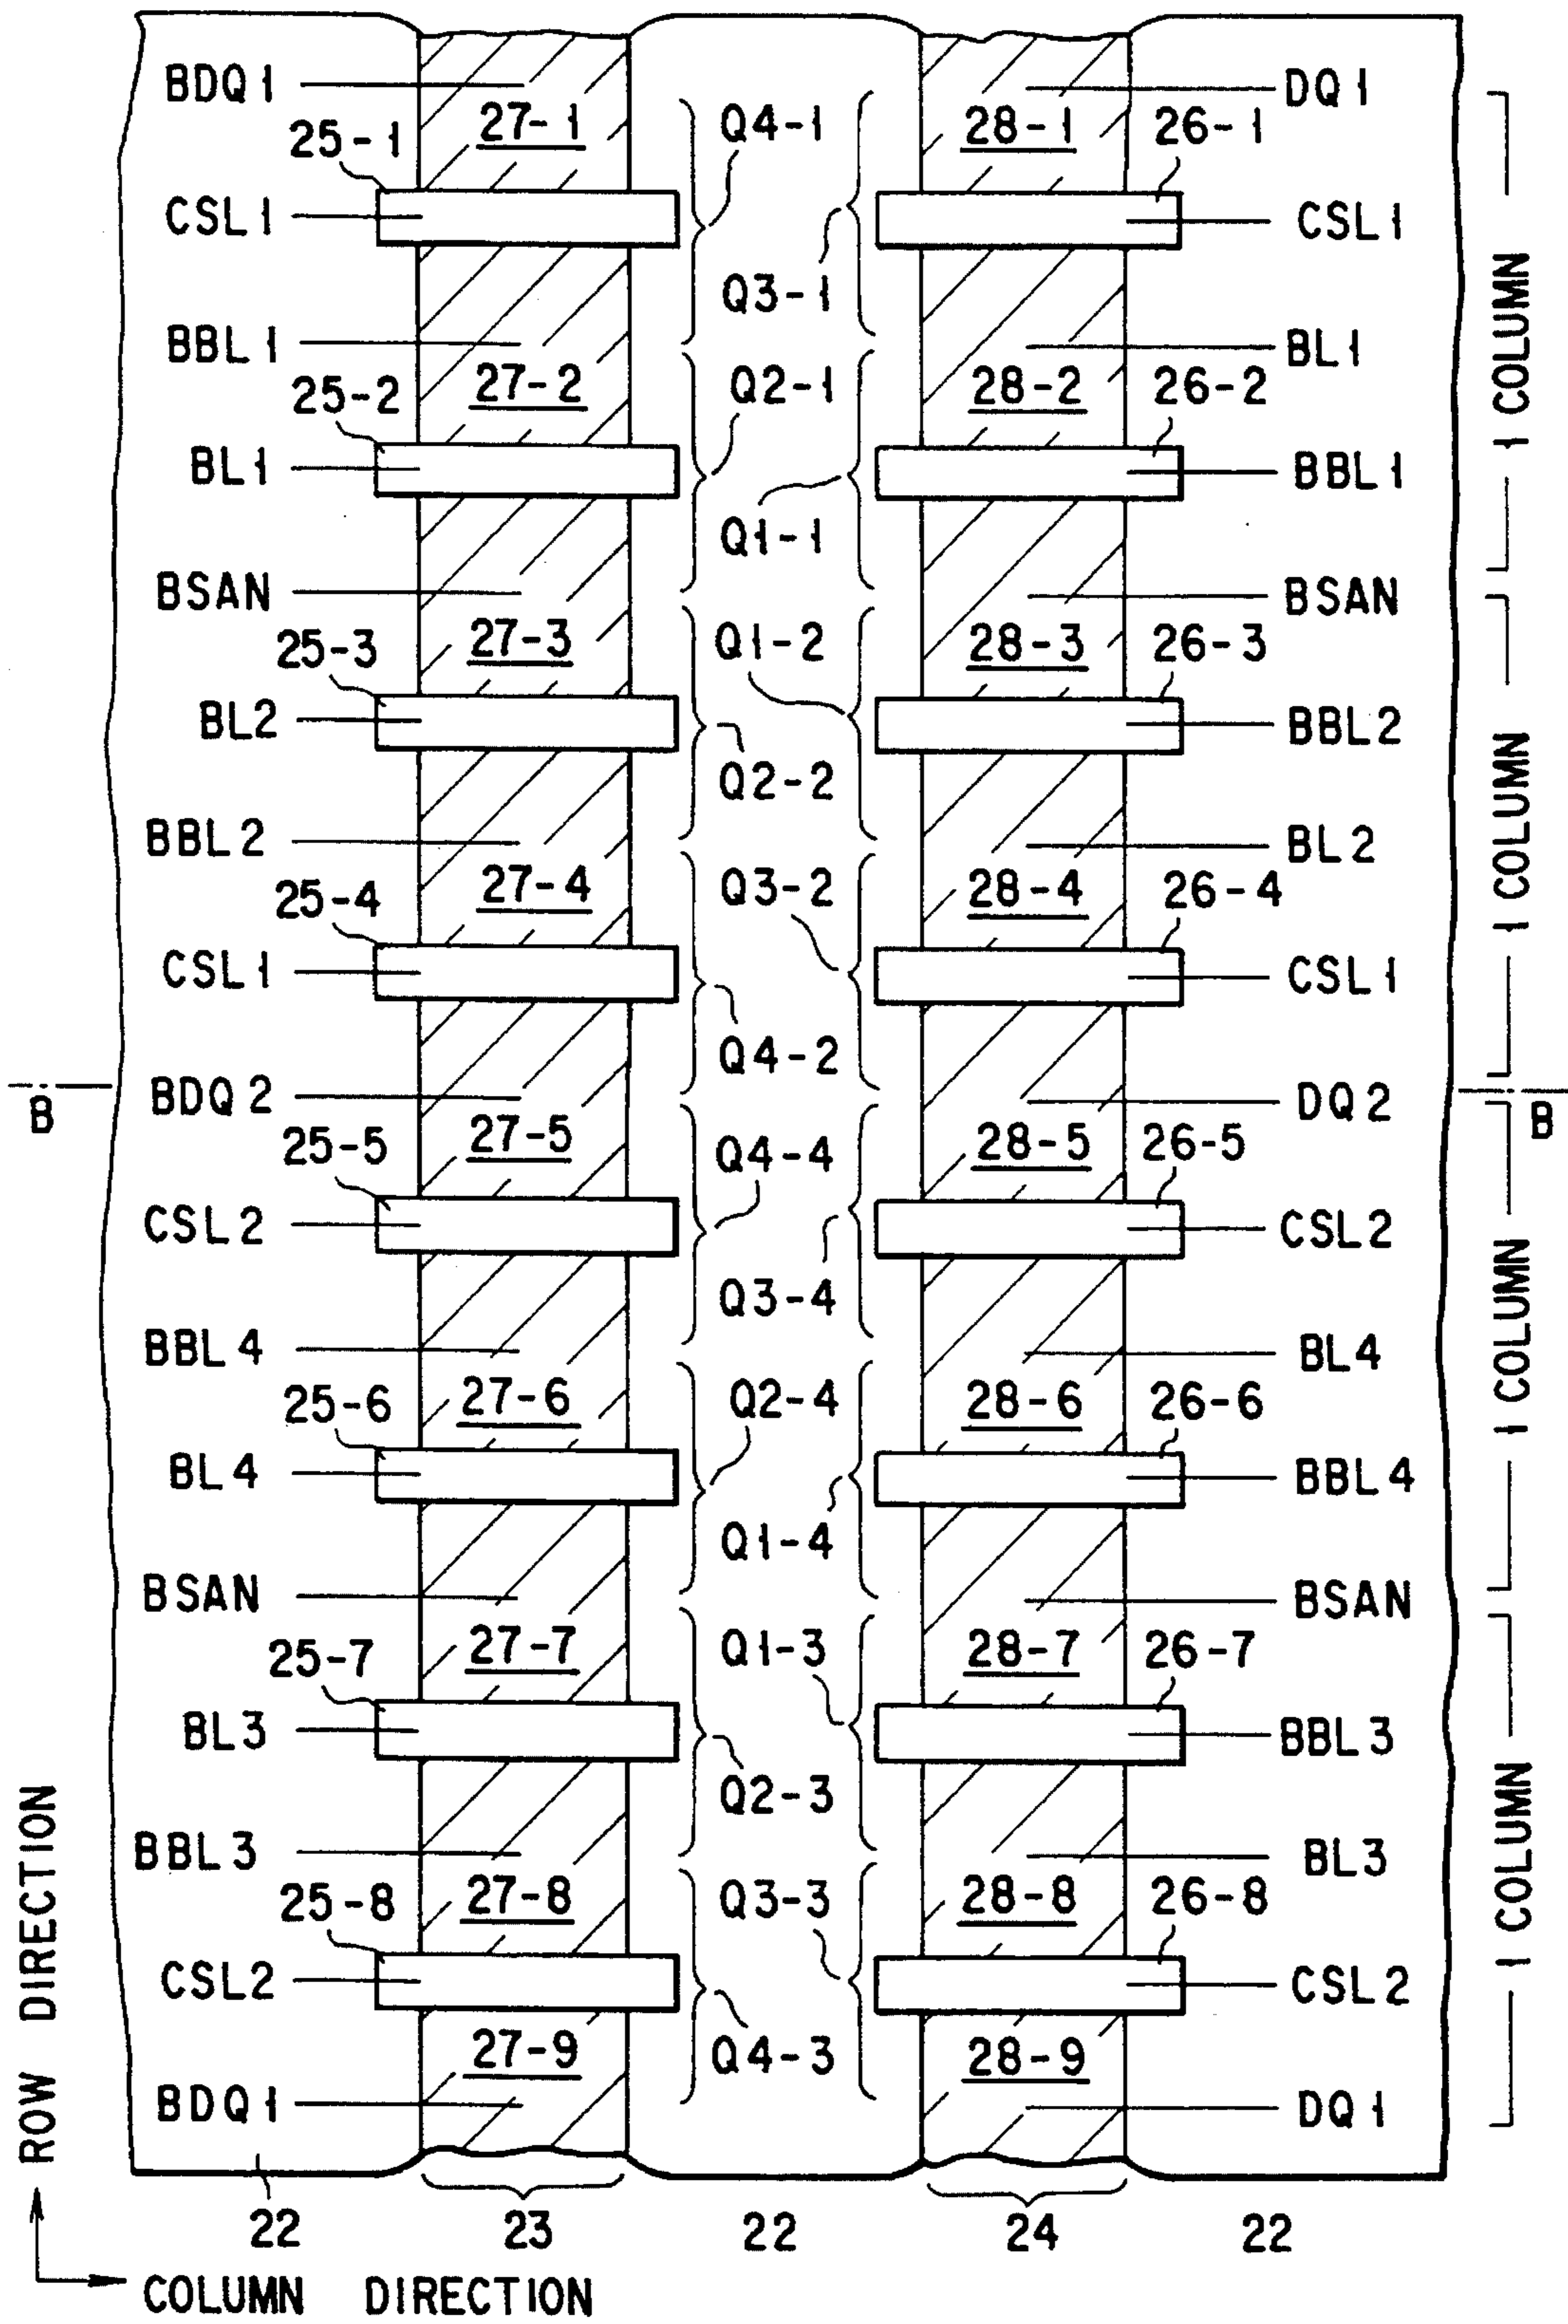 BDQ1 27-1 Q4-1 28-1 DQ1
25-1 26-1
CSL1 CSL1
Q3-1
BBL1 BL1
25-2 27-2 Q2-1 28-2 26-2
BL1 BBL1
Q1-1
1 COLUMN
BSAN BSAN
25-3 27-3 Q1-2 28-3 26-3
BL2 BBL2
Q2-2
BBL2 BL2
25-4 27-4 Q3-2 28-4 26-4
CSL1 CSL1
Q4-2
1 COLUMN
BDQ2 DQ2
B B
25-5 27-5 Q4-4 28-5 26-5
CSL2 CSL2
Q3-4
BBL4 BL4
25-6 27-6 Q2-4 28-6 26-6
BL4 BBL4
Q1-4
1 COLUMN
BSAN BSAN
25-7 27-7 Q1-3 28-7 26-7
BL3 BBL3
Q2-3
BBL3 BL3
25-8 27-8 Q3-3 28-8 26-8
CSL2 CSL2
27-9 Q4-3 28-9
1 COLUMN
BDQ1 DQ1
22 23 22 24 22
ROW DIRECTION
COLUMN DIRECTION